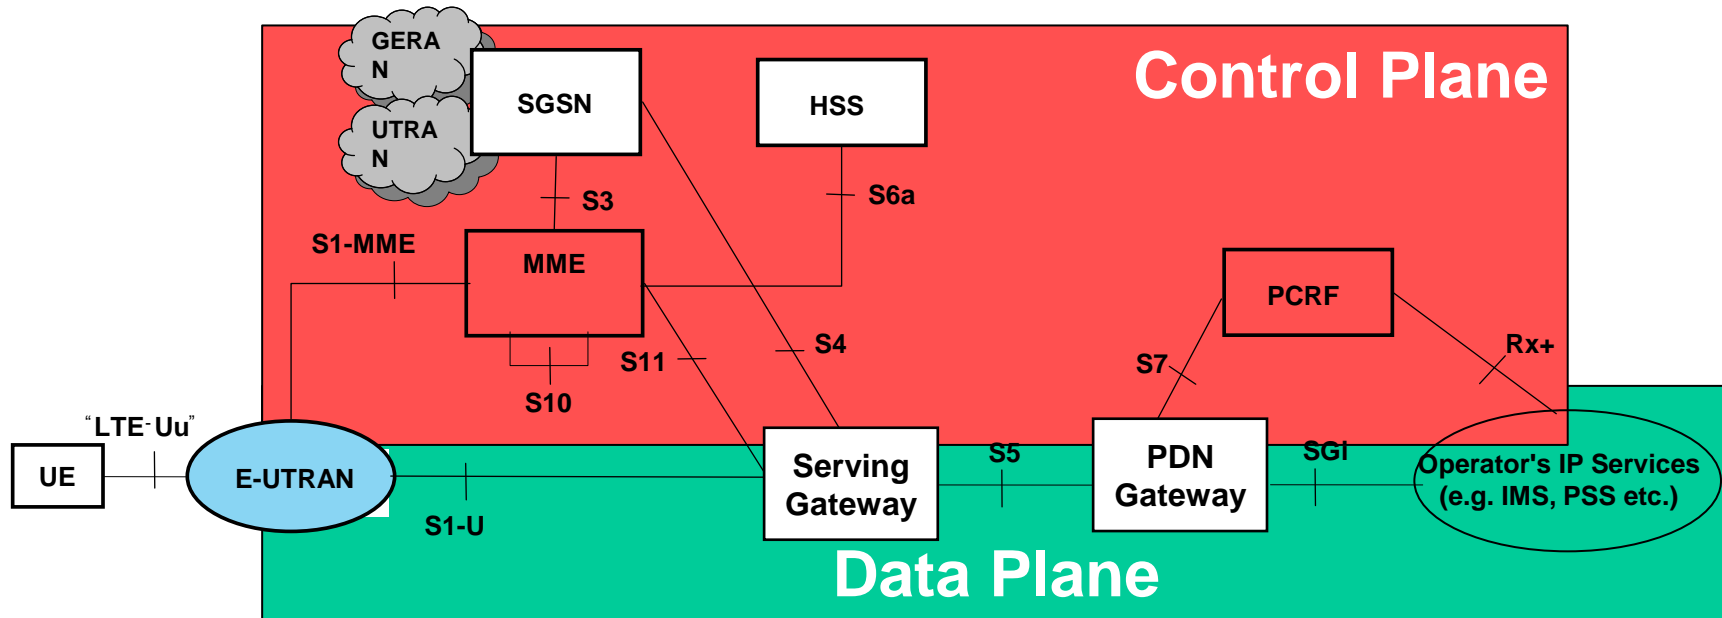 GERA
N
SGSN
HSS
Control Plane
UTRA
N
S3
S6a
S1-MME
MME
PCRF
S11
S4
S7
Rx+
S10
“LTE-Uu”
UE
E-UTRAN
S1-U
Serving
Gateway
S5
PDN
Gateway
SGI
Operator's IP Services
(e.g. IMS, PSS etc.)
Data Plane